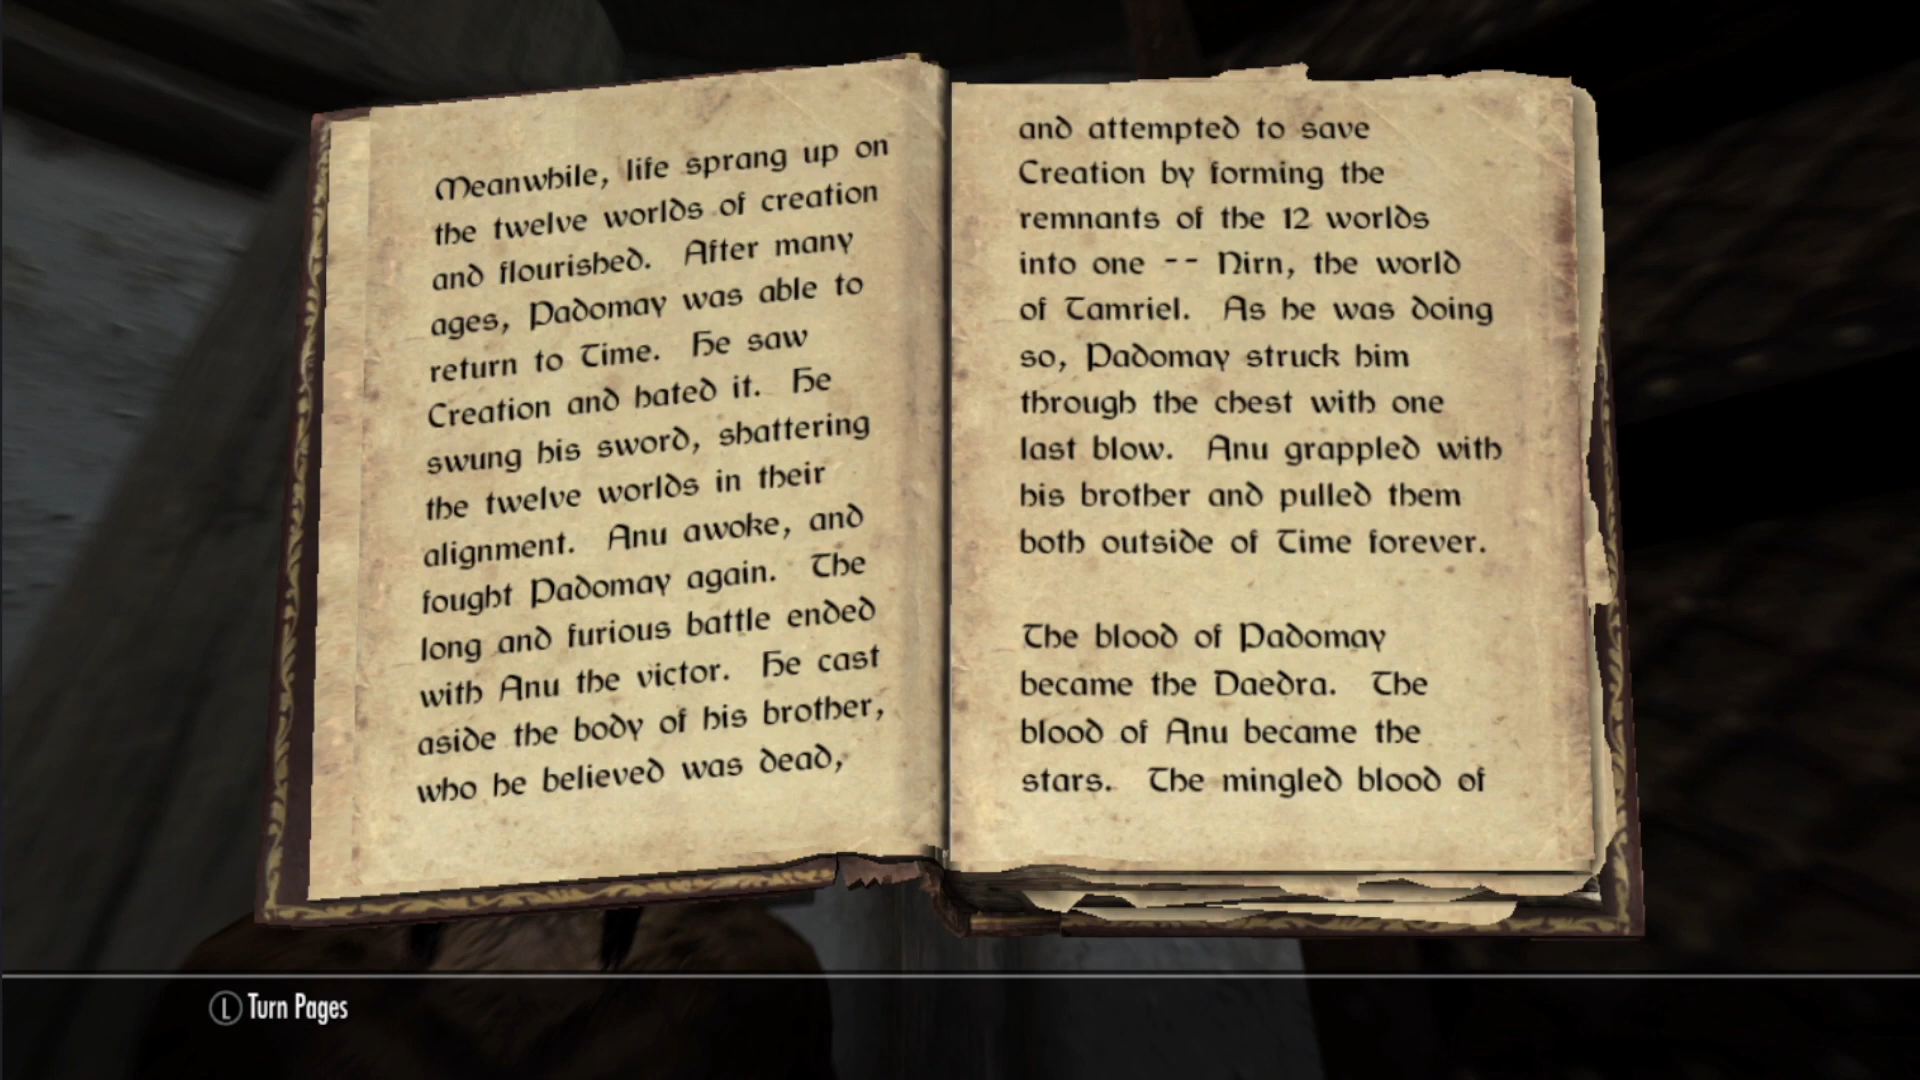 Meanwhile, life sprang up on
the twelve worlds of creation
and flourished. After many
ages, Padomay was able to
return to Time. He saw
Creation and hated it. He
swung his sword, shattering
the twelve worlds in their
alignment. Anu awoke, and
fought Padomay again. The
long and furious battle ended
with Anu the victor. He cast
aside the body of his brother,
who he believed was dead,
and attempted to save
Creation by forming the
remnants of the 12 worlds
into one -- Nirn, the world
of Tamriel. As he was doing
so, Padomay struck him
through the chest with one
last blow. Anu grappled with
his brother and pulled them
both outside of Time forever.
The blood of Padomay
became the Daedra. The
blood of Anu became the
stars. The mingled blood of
L Turn Pages